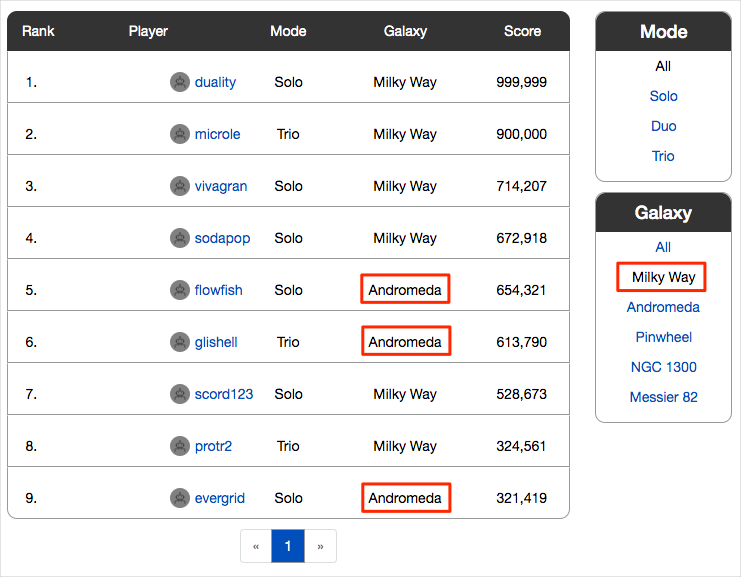 Rank Player Mode Galaxy Score
1. duality Solo Milky Way 999,999
2. microle Trio Milky Way 900,000
3. vivagran Solo Milky Way 714,207
4. sodapop Solo Milky Way 672,918
5. flowfish Solo Andromeda 654,321
6. glishell Trio Andromeda 613,790
7. scord123 Solo Milky Way 528,673
8. protr2 Trio Milky Way 324,561
9. evergrid Solo Andromeda 321,419
« 1 »
Mode
All
Solo
Duo
Trio
Galaxy
All
Milky Way
Andromeda
Pinwheel
NGC 1300
Messier 82